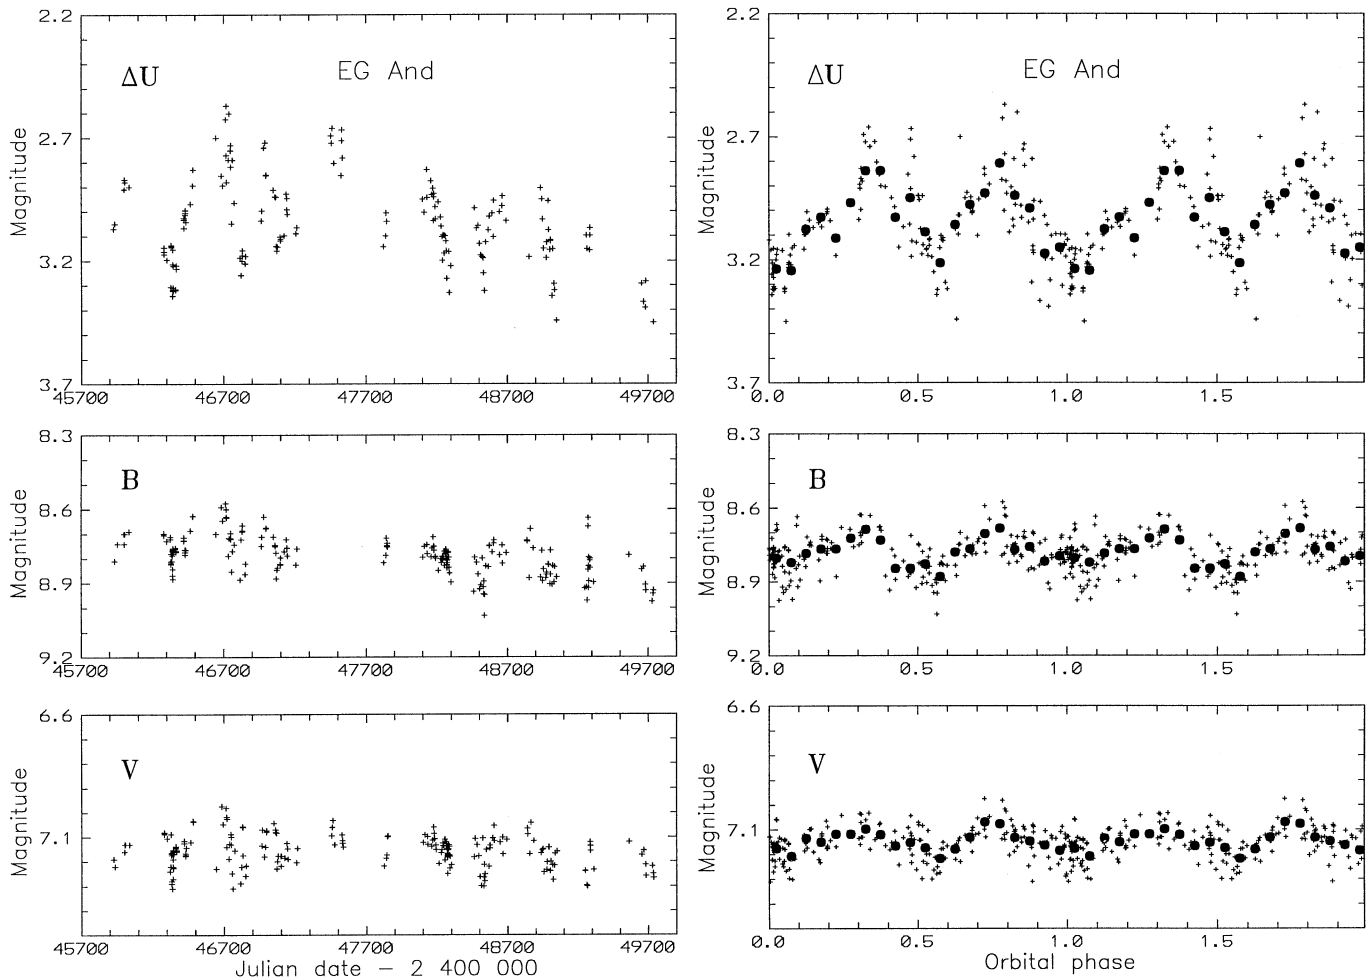 2.2
2.7
3.2
3.7
Magnitude
ΔU
EG And
45700 46700 47700 48700 49700
8.3
8.6
8.9
9.2
Magnitude
B
45700 46700 47700 48700 49700
6.6
7.1
Magnitude
V
45700 46700 47700 48700 49700
Julian date – 2 400 000
2.2
2.7
3.2
3.7
Magnitude
ΔU
EG And
0.0 0.5 1.0 1.5
8.3
8.6
8.9
9.2
Magnitude
B
0.0 0.5 1.0 1.5
6.6
7.1
Magnitude
V
0.0 0.5 1.0 1.5
Orbital phase